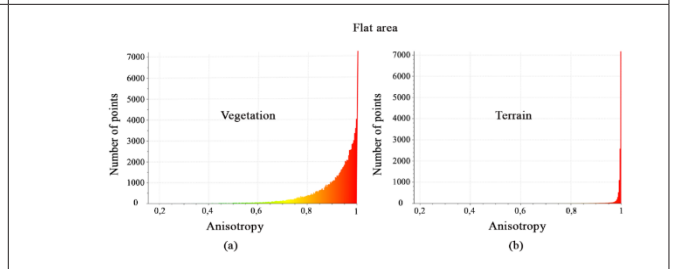 Flat area
Number of points
7000
6000
5000
4000
3000
2000
1000
0
Vegetation
0,2 0,4 0,6 0,8 1
Anisotropy
(a)
Number of points
7000
6000
5000
4000
3000
2000
1000
0
Terrain
0,2 0,4 0,6 0,8 1
Anisotropy
(b)